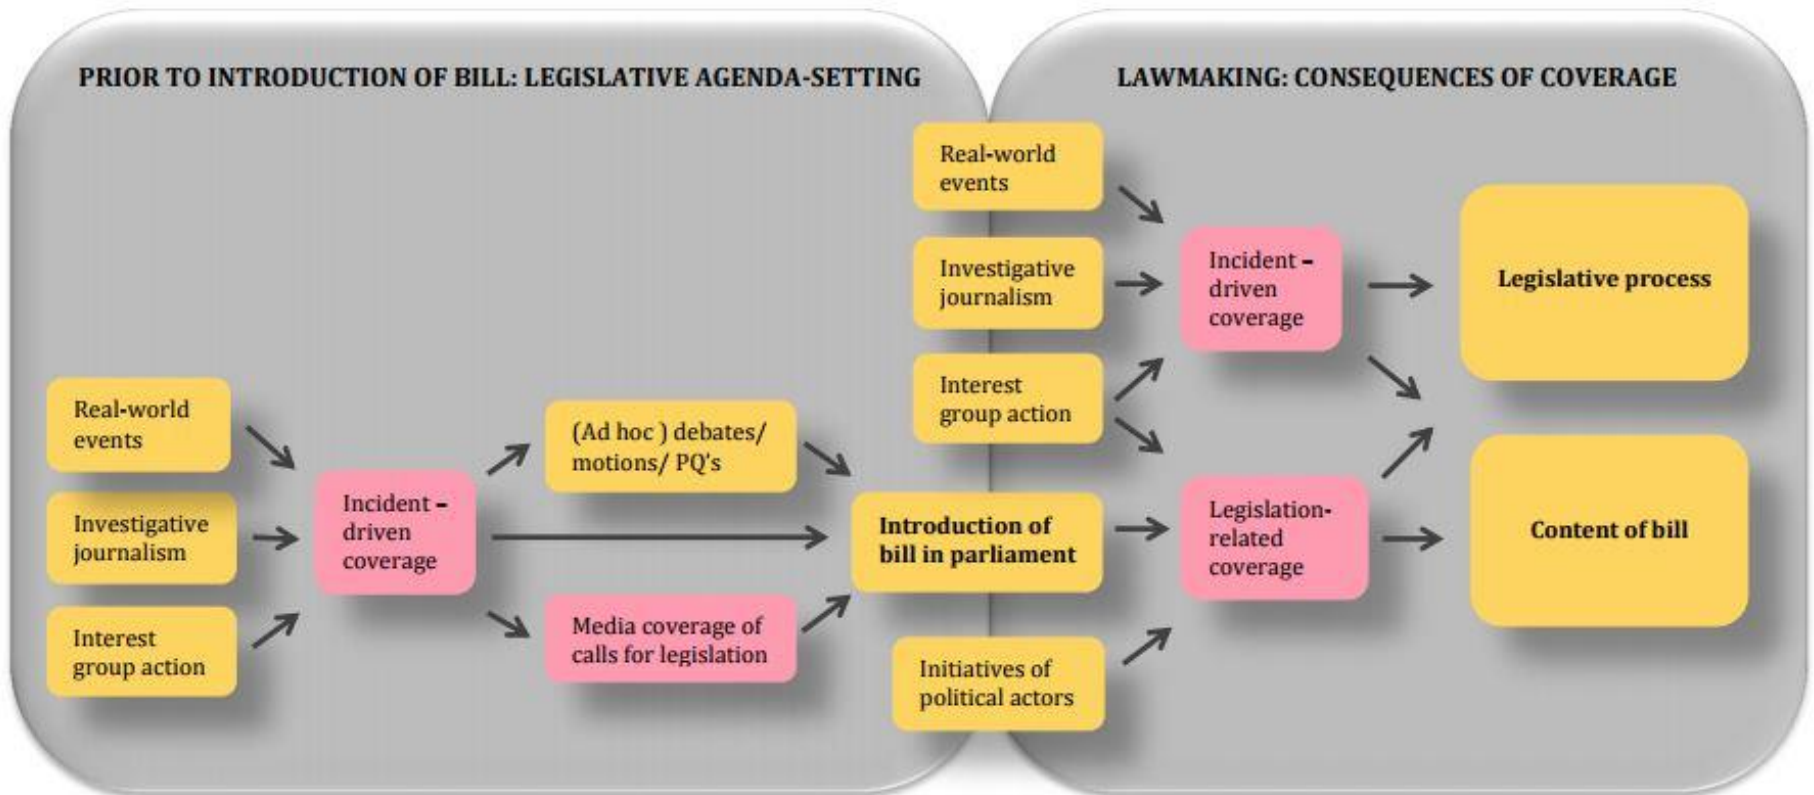 PRIOR TO INTRODUCTION OF BILL: LEGISLATIVE AGENDA-SETTING
Real-world
events
Investigative
journalism
Interest
group action
Incident –
driven
coverage
(Ad hoc ) debates/
motions/ PQ's
Media coverage of
calls for legislation
Introduction of
bill in parliament
LAWMAKING: CONSEQUENCES OF COVERAGE
Real-world
events
Investigative
journalism
Interest
group action
Initiatives of
political actors
Incident –
driven
coverage
Legislation-
related
coverage
Legislative process
Content of bill